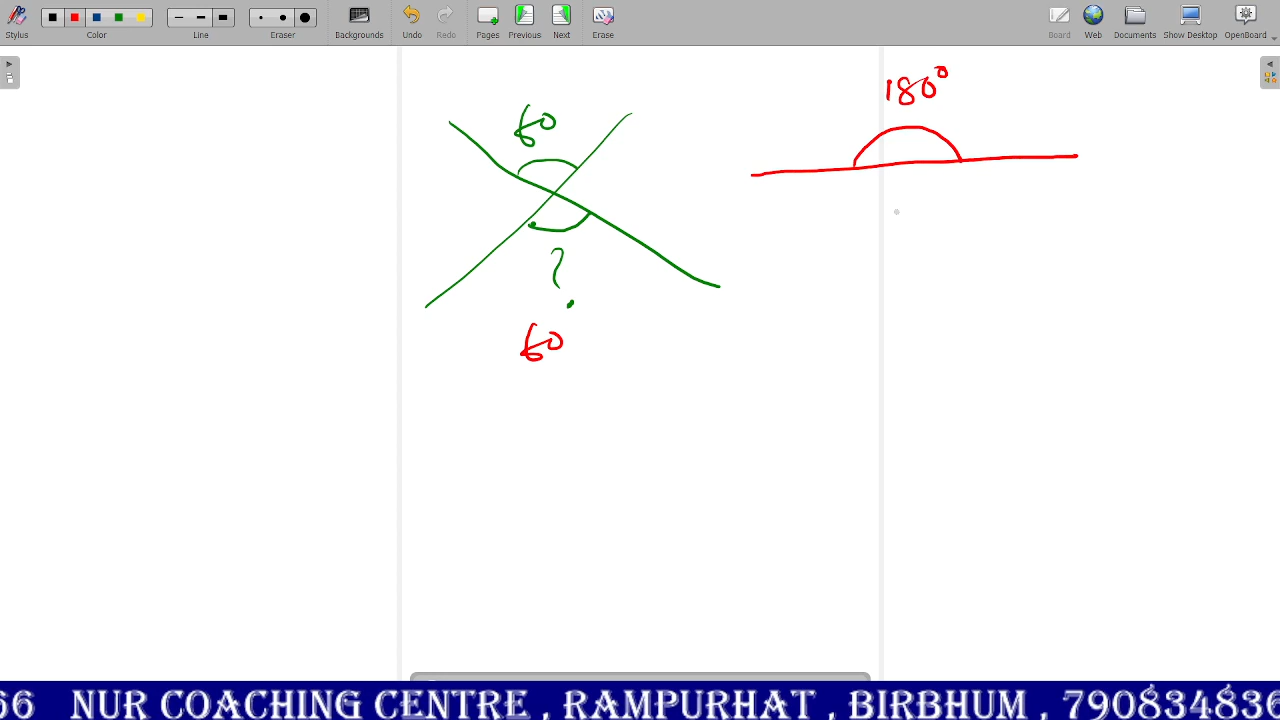 Stylus
Color
Line
Eraser
Backgrounds
Undo
Redo
Pages
Previous
Next
Erase
Board
Web
Documents
Show Desktop
OpenBoard
180°
60
?
60
66 NUR COACHING CENTRE , RAMPURHAT , BIRBHUM , 790834836